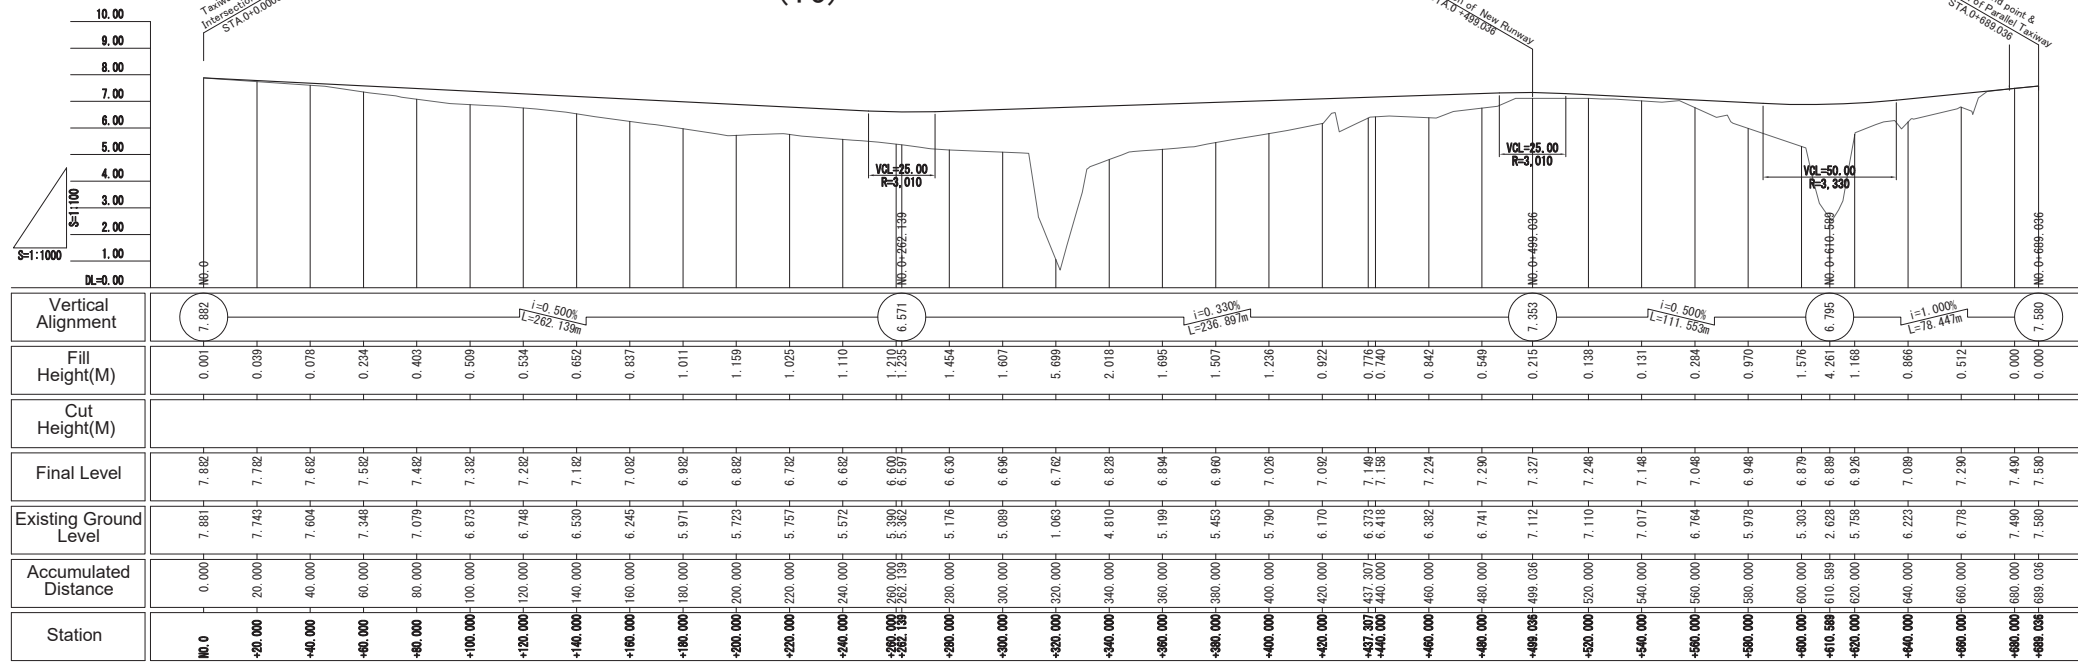 Intersection
STA.0+0.000
n of New Runway
STA.0 +499.036
d point &
of Parallel Taxiway
STA.0+689.036
10.00
9.00
8.00
7.00
6.00
5.00
4.00
3.00
2.00
1.00
DL=0.00
S=1:100
S=1:1000
VCL=25.00
R=3,010
VCL=25.00
R=3,010
VCL=50.00
R=3,330
NO.0
NO.0+262.139
NO.0+499.036
NO.0+610.589
NO.0+689.036
Vertical
Alignment
7.882 i=0.500% L=262.139m 6.571 i=0.330% L=236.897m 7.353 i=0.500% L=111.553m 6.795 i=1.000% L=78.447m 7.580
Fill
Height(M)
0.001 0.039 0.078 0.234 0.403 0.509 0.534 0.652 0.837 1.011 1.159 1.025 1.110 1.210 1.235 1.454 1.607 5.699 2.018 1.695 1.507 1.236 0.922 0.776 0.740 0.842 0.549 0.215 0.138 0.131 0.284 0.970 1.576 4.261 1.168 0.866 0.512 0.000 0.000
Cut
Height(M)
Final Level
7.882 7.782 7.682 7.582 7.482 7.382 7.282 7.182 7.082 6.982 6.882 6.782 6.682 6.600 6.597 6.630 6.696 6.762 6.828 6.894 6.960 7.026 7.092 7.149 7.158 7.224 7.290 7.327 7.248 7.148 7.048 6.948 6.879 6.889 6.926 7.089 7.290 7.490 7.580
Existing Ground
Level
7.881 7.743 7.604 7.348 7.079 6.873 6.748 6.530 6.245 5.971 5.723 5.757 5.572 5.390 5.362 5.176 5.089 1.063 4.810 5.199 5.453 5.790 6.170 6.373 6.418 6.382 6.741 7.112 7.110 7.017 6.764 5.978 5.303 2.628 5.758 6.223 6.778 7.490 7.580
Accumulated
Distance
0.000 20.000 40.000 60.000 80.000 100.000 120.000 140.000 160.000 180.000 200.000 220.000 240.000 260.000 262.139 280.000 300.000 320.000 340.000 360.000 380.000 400.000 420.000 437.307 440.000 460.000 480.000 499.036 520.000 540.000 560.000 580.000 600.000 610.589 620.000 640.000 660.000 680.000 689.036
Station
NO.0 +20.000 +40.000 +60.000 +80.000 +100.000 +120.000 +140.000 +160.000 +180.000 +200.000 +220.000 +240.000 +260.000 +262.139 +280.000 +300.000 +320.000 +340.000 +360.000 +380.000 +400.000 +420.000 +437.307 +440.000 +460.000 +480.000 +499.036 +520.000 +540.000 +560.000 +580.000 +600.000 +610.589 +620.000 +640.000 +660.000 +680.000 +689.036